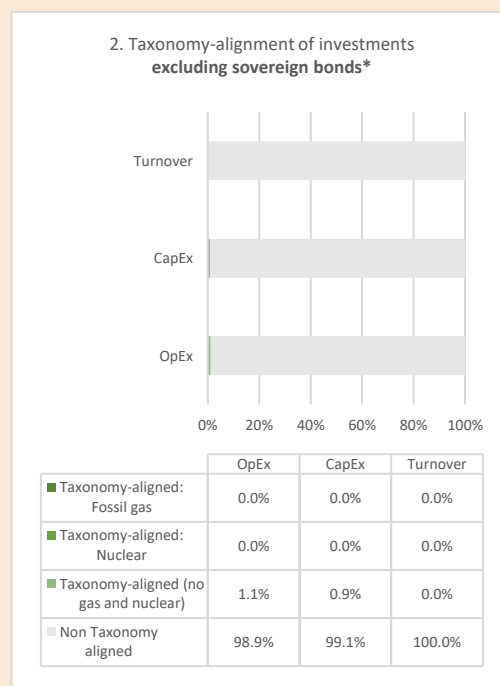 2. Taxonomy-alignment of investments
excluding sovereign bonds*
Turnover
CapEx
OpEx
0% 20% 40% 60% 80% 100%
OpEx CapEx Turnover
Taxonomy-aligned:
Fossil gas
0.0% 0.0% 0.0%
Taxonomy-aligned:
Nuclear
0.0% 0.0% 0.0%
Taxonomy-aligned (no
gas and nuclear)
1.1% 0.9% 0.0%
Non Taxonomy
aligned
98.9% 99.1% 100.0%